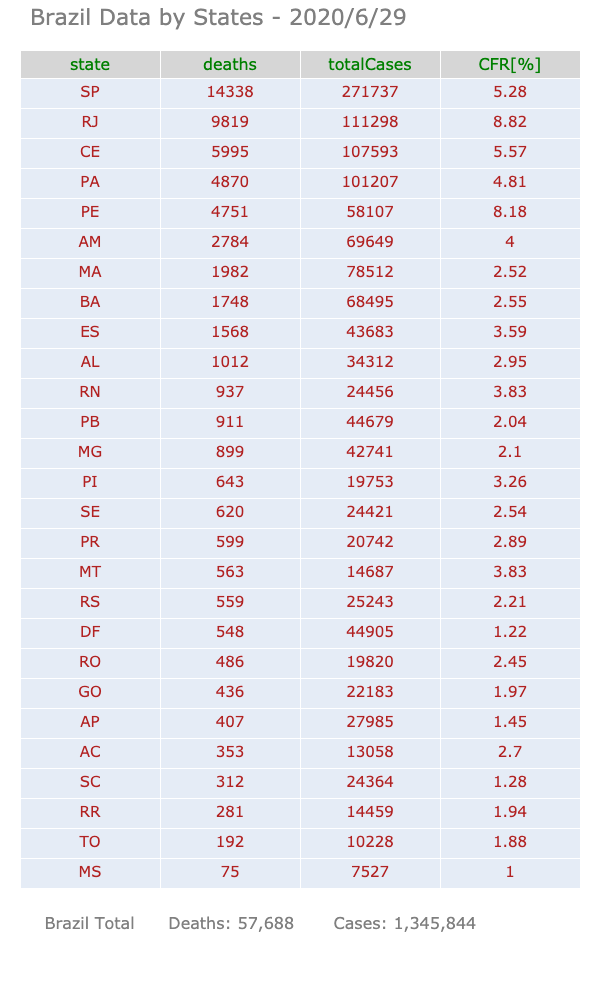 Brazil Data by States - 2020/6/29
state deaths totalCases CFR[%]
SP 14338 271737 5.28
RJ 9819 111298 8.82
CE 5995 107593 5.57
PA 4870 101207 4.81
PE 4751 58107 8.18
AM 2784 69649 4
MA 1982 78512 2.52
BA 1748 68495 2.55
ES 1568 43683 3.59
AL 1012 34312 2.95
RN 937 24456 3.83
PB 911 44679 2.04
MG 899 42741 2.1
PI 643 19753 3.26
SE 620 24421 2.54
PR 599 20742 2.89
MT 563 14687 3.83
RS 559 25243 2.21
DF 548 44905 1.22
RO 486 19820 2.45
GO 436 22183 1.97
AP 407 27985 1.45
AC 353 13058 2.7
SC 312 24364 1.28
RR 281 14459 1.94
TO 192 10228 1.88
MS 75 7527 1
Brazil Total Deaths: 57,688 Cases: 1,345,844